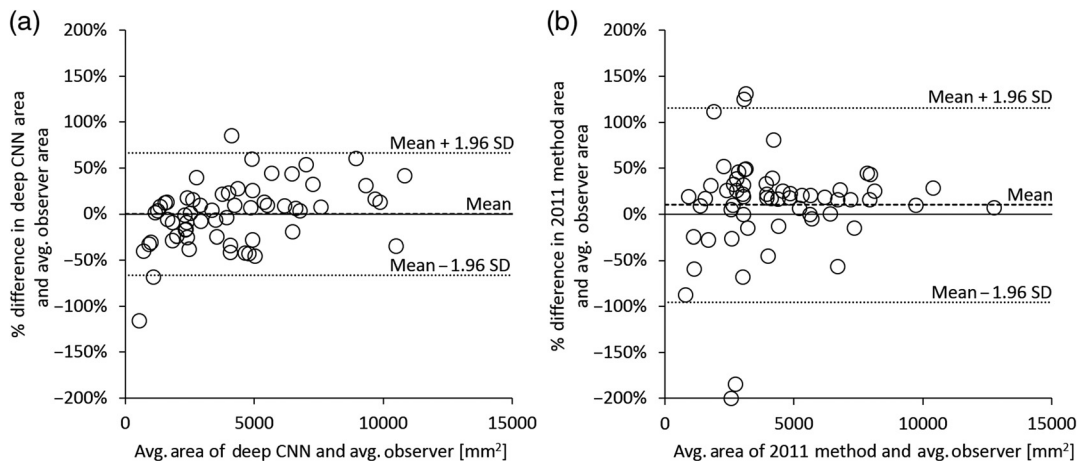 (a)
% difference in deep CNN area
and avg. observer area
200%
150%
100%
50%
0%
−50%
−100%
−150%
−200%
Mean + 1.96 SD
Mean
Mean − 1.96 SD
0
5000
10000
15000
Avg. area of deep CNN and avg. observer [mm²]
(b)
% difference in 2011 method area
and avg. observer area
200%
150%
100%
50%
0%
−50%
−100%
−150%
−200%
Mean + 1.96 SD
Mean
Mean − 1.96 SD
0
5000
10000
15000
Avg. area of 2011 method and avg. observer [mm²]